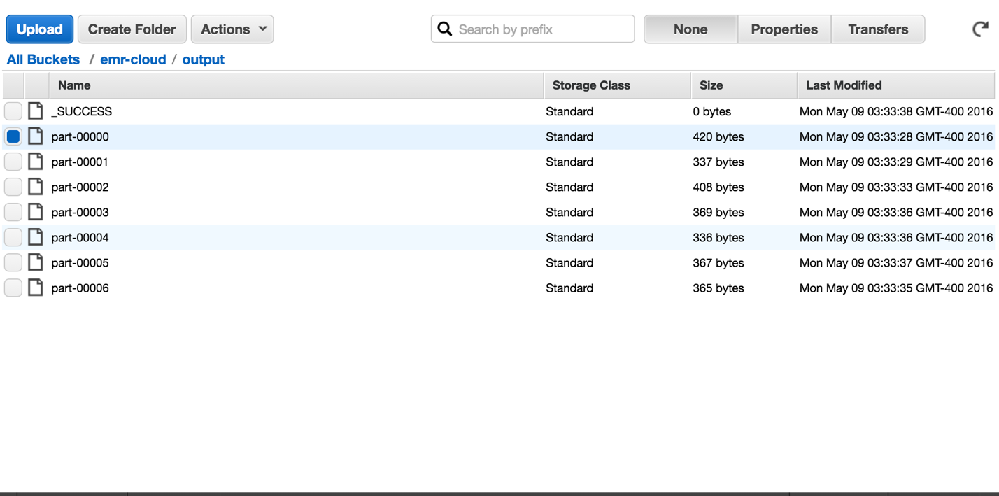 Upload Create Folder Actions Search by prefix None Properties Transfers
All Buckets / emr-cloud / output
Name Storage Class Size Last Modified
_SUCCESS Standard 0 bytes Mon May 09 03:33:38 GMT-400 2016
part-00000 Standard 420 bytes Mon May 09 03:33:28 GMT-400 2016
part-00001 Standard 337 bytes Mon May 09 03:33:29 GMT-400 2016
part-00002 Standard 408 bytes Mon May 09 03:33:33 GMT-400 2016
part-00003 Standard 369 bytes Mon May 09 03:33:36 GMT-400 2016
part-00004 Standard 336 bytes Mon May 09 03:33:36 GMT-400 2016
part-00005 Standard 367 bytes Mon May 09 03:33:37 GMT-400 2016
part-00006 Standard 365 bytes Mon May 09 03:33:35 GMT-400 2016